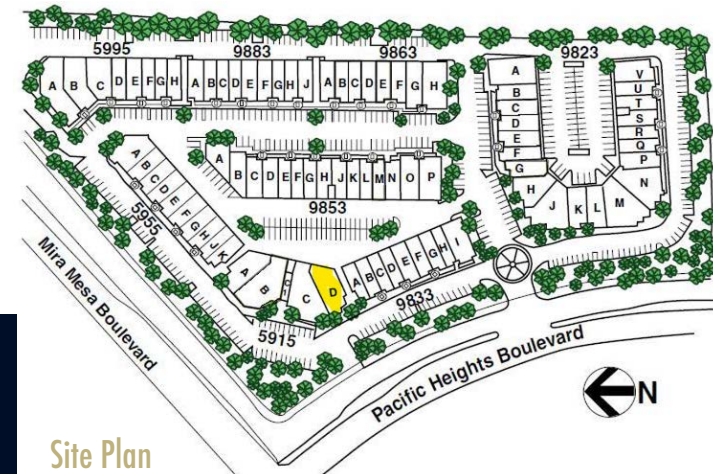 5995
9883
9863
9823
A B C D E F G H
A B C D E F G H J
A B C D E F G H
A
B
C
D
E
F
G
H
J
K
L
M
N
P
Q
R
S
T
U
V
A B C D E F G H J K
5955
A B C D E F G H J K L M N O P
9853
A B C D
5915
A B C D E F G H I
9833
Mira Mesa Boulevard
Pacific Heights Boulevard
N
Site Plan